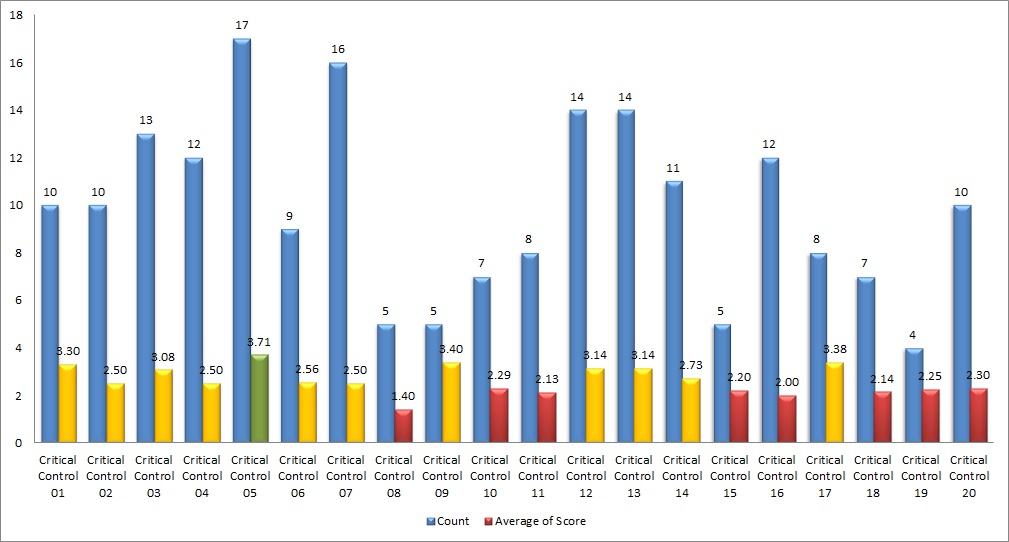 18
17
16
16
14
14
14
13
12
12
12
11
10
10
10
10
9
8
8
8
7
7
6
5
5
5
4
4
3.30
2.50
3.08
2.50
3.71
2.56
2.50
1.40
3.40
2.29
2.13
3.14
3.14
2.73
2.20
2.00
3.38
2.14
2.25
2.30
2
0
Critical Control 01
Critical Control 02
Critical Control 03
Critical Control 04
Critical Control 05
Critical Control 06
Critical Control 07
Critical Control 08
Critical Control 09
Critical Control 10
Critical Control 11
Critical Control 12
Critical Control 13
Critical Control 14
Critical Control 15
Critical Control 16
Critical Control 17
Critical Control 18
Critical Control 19
Critical Control 20
Count
Average of Score